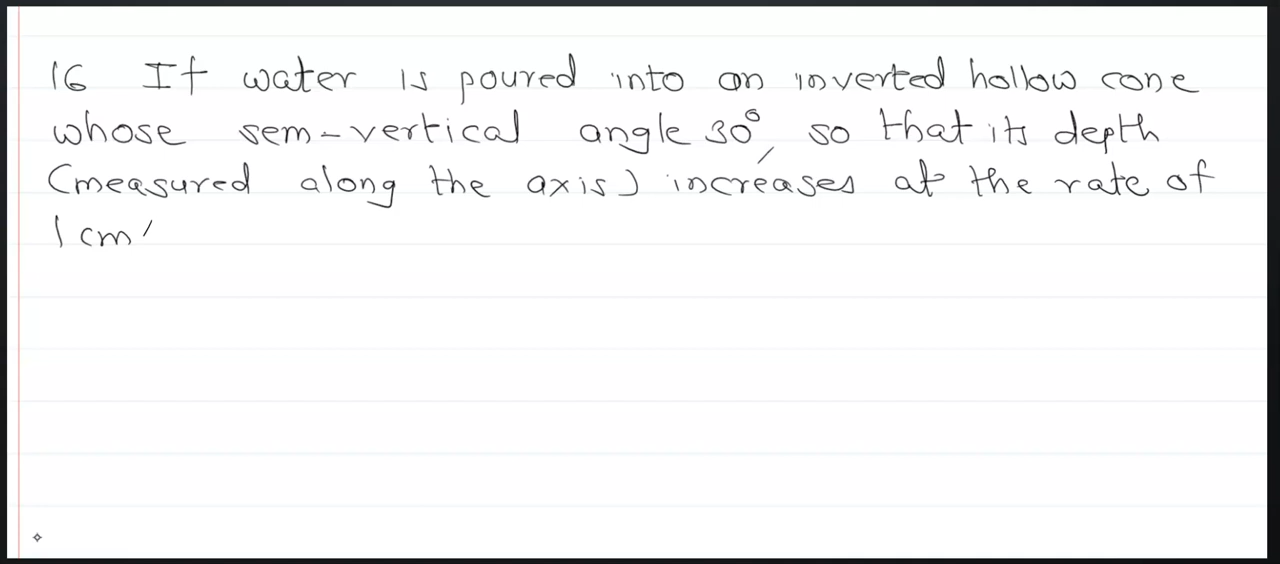 16 If water is poured into an inverted hollow cone
whose sem-vertical angle 30°, so that its depth
(measured along the axis) increases at the rate of
1 cm/